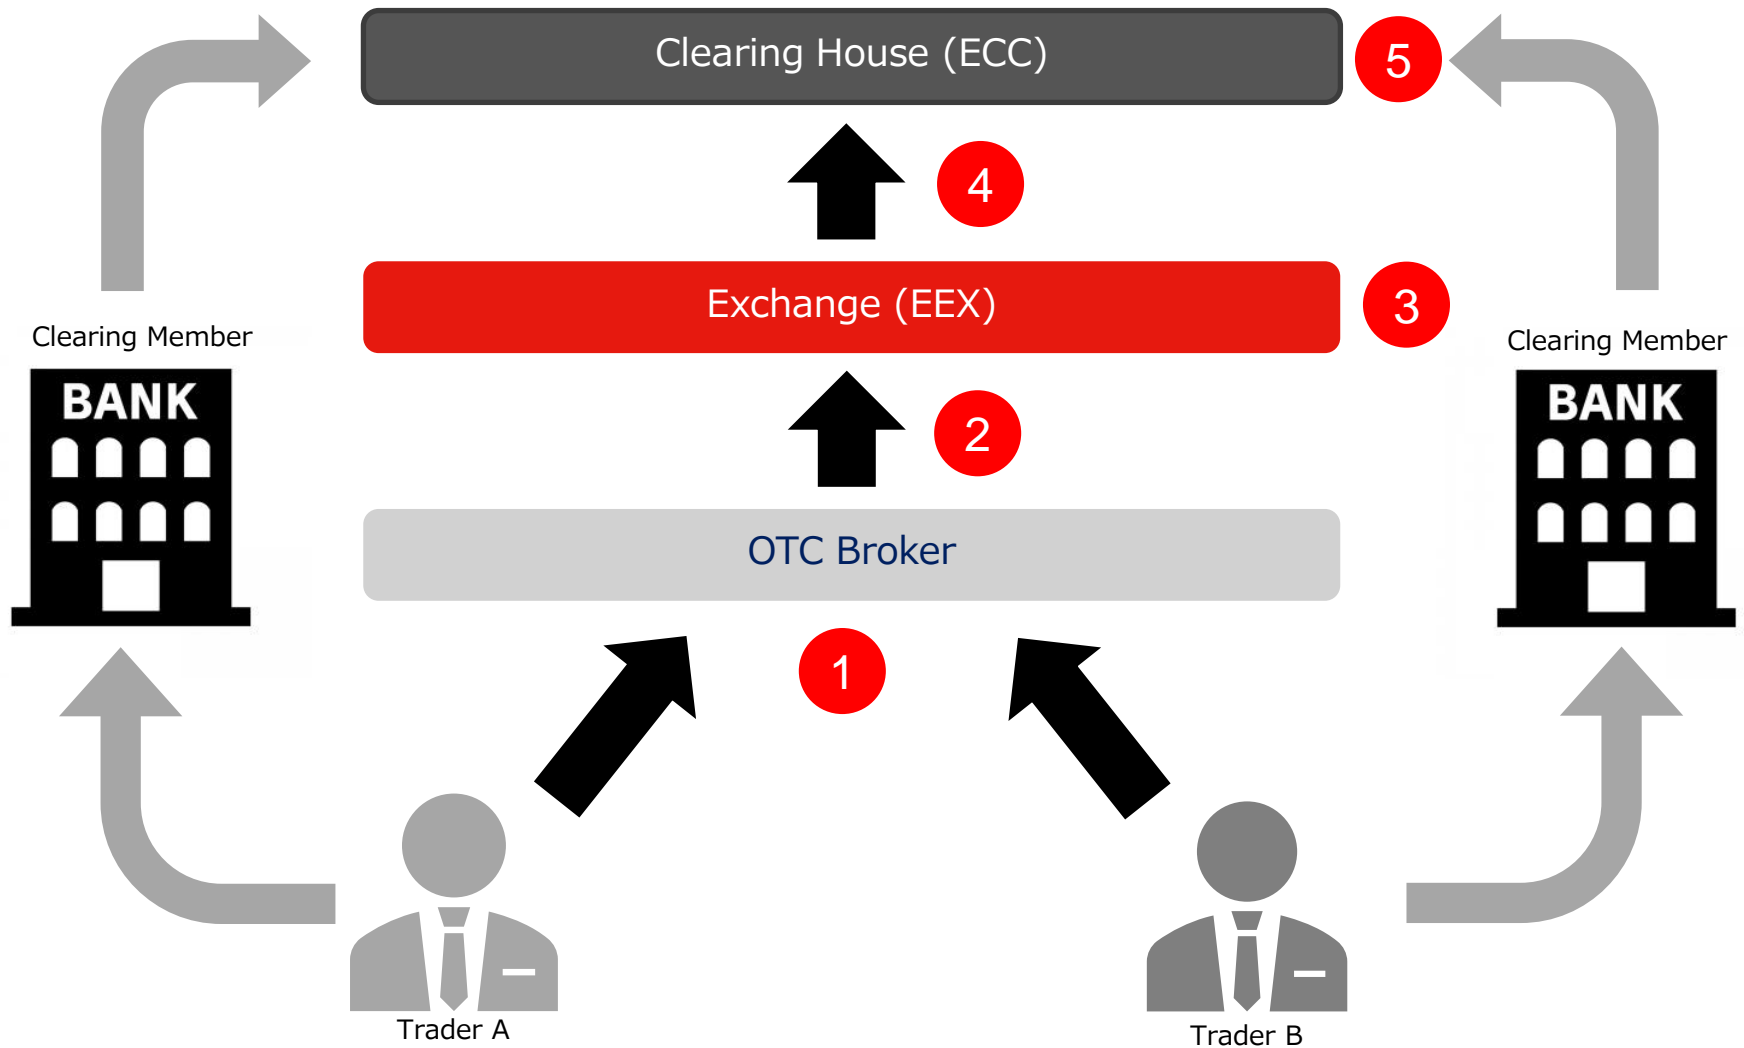 Clearing House (ECC)
5
4
Exchange (EEX)
3
Clearing Member
Clearing Member
BANK
BANK
2
OTC Broker
1
Trader A
Trader B